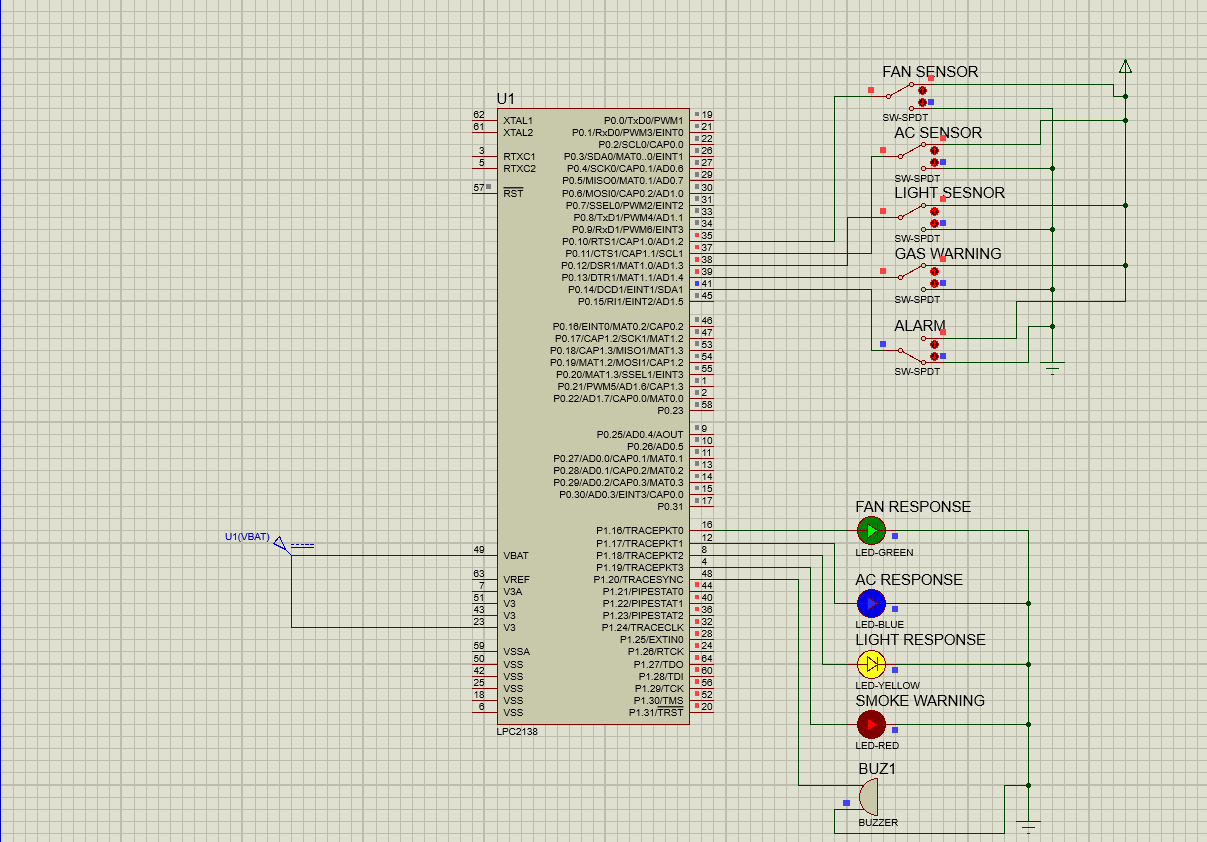 U1
62
XTAL1
61
XTAL2
3
RTXC1
5
RTXC2
57
RST
P0.0/TxD0/PWM1
19
P0.1/RxD0/PWM3/EINT0
21
P0.2/SCL0/CAP0.0
22
P0.3/SDA0/MAT0..0/EINT1
26
P0.4/SCK0/CAP0.1/AD0.6
27
P0.5/MISO0/MAT0.1/AD0.7
29
P0.6/MOSI0/CAP0.2/AD1.0
30
P0.7/SSEL0/PWM2/EINT2
31
P0.8/TxD1/PWM4/AD1.1
33
P0.9/RxD1/PWM6/EINT3
34
P0.10/RTS1/CAP1.0/AD1.2
35
P0.11/CTS1/CAP1.1/SCL1
37
P0.12/DSR1/MAT1.0/AD1.3
38
P0.13/DTR1/MAT1.1/AD1.4
39
P0.14/DCD1/EINT1/SDA1
41
P0.15/RI1/EINT2/AD1.5
45
P0.16/EINT0/MAT0.2/CAP0.2
46
P0.17/CAP1.2/SCK1/MAT1.2
47
P0.18/CAP1.3/MISO1/MAT1.3
53
P0.19/MAT1.2/MOSI1/CAP1.2
54
P0.20/MAT1.3/SSEL1/EINT3
55
P0.21/PWM5/AD1.6/CAP1.3
1
P0.22/AD1.7/CAP0.0/MAT0.0
2
P0.23
58
P0.25/AD0.4/AOUT
9
P0.26/AD0.5
10
P0.27/AD0.0/CAP0.1/MAT0.1
11
P0.28/AD0.1/CAP0.2/MAT0.2
13
P0.29/AD0.2/CAP0.3/MAT0.3
14
P0.30/AD0.3/EINT3/CAP0.0
15
P0.31
17
FAN SENSOR
SW-SPDT
AC SENSOR
SW-SPDT
LIGHT SESNOR
SW-SPDT
GAS WARNING
SW-SPDT
ALARM
SW-SPDT
U1(VBAT)
49
VBAT
63
VREF
7
V3A
51
V3
43
V3
23
V3
59
VSSA
50
VSS
42
VSS
25
VSS
18
VSS
6
VSS
P1.16/TRACEPKT0
16
P1.17/TRACEPKT1
12
P1.18/TRACEPKT2
8
P1.19/TRACEPKT3
4
P1.20/TRACESYNC
48
P1.21/PIPESTAT0
44
P1.22/PIPESTAT1
40
P1.23/PIPESTAT2
36
P1.24/TRACECLK
32
P1.25/EXTIN0
28
P1.26/RTCK
24
P1.27/TDO
64
P1.28/TDI
60
P1.29/TCK
56
P1.30/TMS
52
P1.31/TRST
20
LPC2138
FAN RESPONSE
LED-GREEN
AC RESPONSE
LED-BLUE
LIGHT RESPONSE
LED-YELLOW
SMOKE WARNING
LED-RED
BUZ1
BUZZER